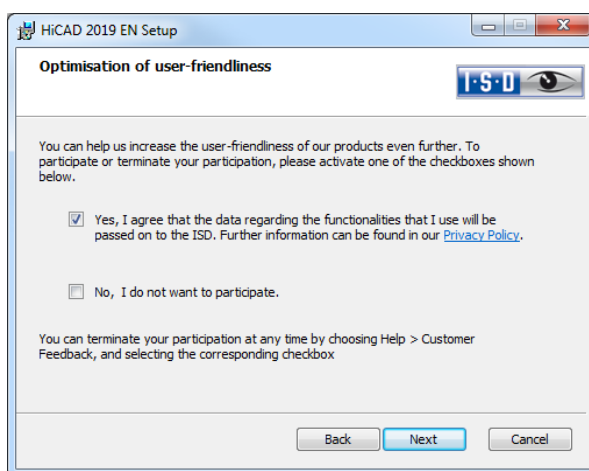 HiCAD 2019 EN Setup
Optimisation of user-friendliness
I·S·D
You can help us increase the user-friendliness of our products even further. To
participate or terminate your participation, please activate one of the checkboxes shown
below.
Yes, I agree that the data regarding the functionalities that I use will be
passed on to the ISD. Further information can be found in our Privacy Policy.
No, I do not want to participate.
You can terminate your participation at any time by choosing Help > Customer
Feedback, and selecting the corresponding checkbox
Back Next Cancel